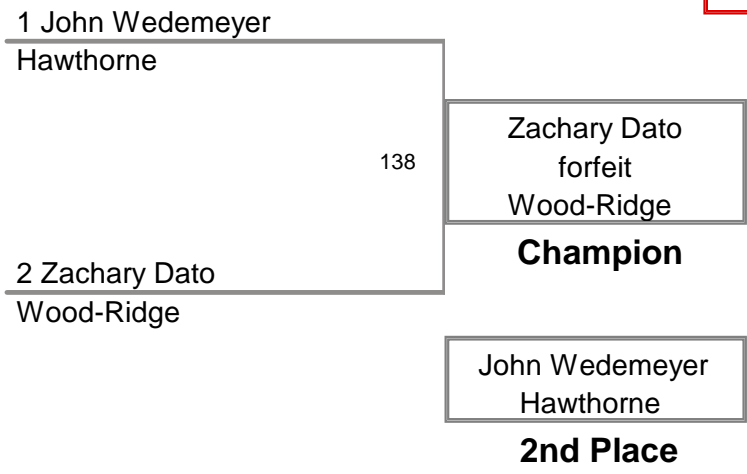 1 John Wedemeyer
Hawthorne
138
Zachary Dato
forfeit
Wood-Ridge
Champion
2 Zachary Dato
Wood-Ridge
John Wedemeyer
Hawthorne
2nd Place